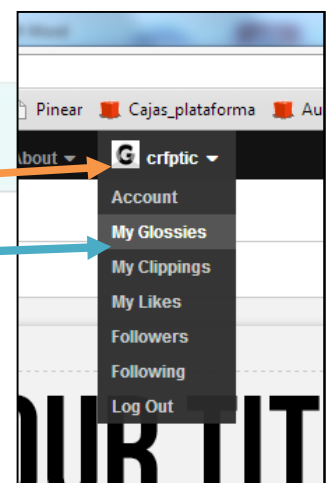 Pinear Cajas_plataforma Au
About G crfptic
Account
My Glossies
My Clippings
My Likes
Followers
Following
Log Out
OUR TIT